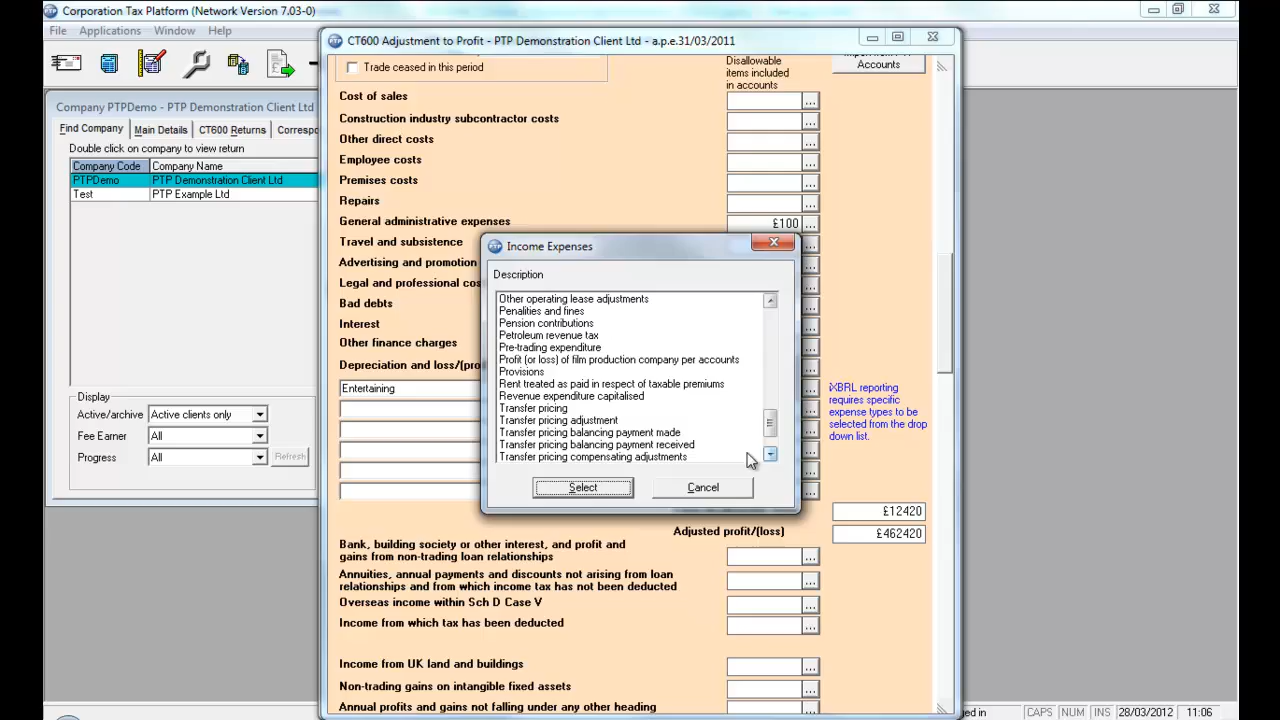 Corporation Tax Platform (Network Version 7.03-0)
File Applications Window Help
CT600 Adjustment to Profit - PTP Demonstration Client Ltd - a.p.e.31/03/2011
Trade ceased in this period
Disallowable
items included
in accounts
Accounts
Company PTPDemo - PTP Demonstration Client Ltd
Find Company Main Details CT600 Returns Corresp
Double click on company to view return
Company Code Company Name
PTPDemo PTP Demonstration Client Ltd
Test PTP Example Ltd
Display
Active/archive Active clients only
Fee Earner All
Progress All Refresh
Cost of sales ...
Construction industry subcontractor costs ...
Other direct costs ...
Employee costs ...
Premises costs ...
Repairs ...
General administrative expenses £100 ...
Travel and subsistence
Advertising and promotion
Legal and professional cos
Bad debts
Interest
Other finance charges
Depreciation and loss/(pro
Entertaining
PTP Income Expenses
Description
Other operating lease adjustments
Penalities and fines
Pension contributions
Petroleum revenue tax
Pre-trading expenditure
Profit (or loss) of film production company per accounts
Provisions
Rent treated as paid in respect of taxable premiums
Revenue expenditure capitalised
Transfer pricing
Transfer pricing adjustment
Transfer pricing balancing payment made
Transfer pricing balancing payment received
Transfer pricing compensating adjustments
Select Cancel
iXBRL reporting
requires specific
expense types to be
selected from the drop
down list.
£12420
Adjusted profit/(loss) £462420
Bank, building society or other interest, and profit and
gains from non-trading loan relationships ...
Annuities, annual payments and discounts not arising from loan
relationships and from which income tax has not been deducted ...
Overseas income within Sch D Case V ...
Income from which tax has been deducted ...
Income from UK land and buildings ...
Non-trading gains on intangible fixed assets ...
Annual profits and gains not falling under any other heading ...
ged in CAPS NUM INS 28/03/2012 11:06